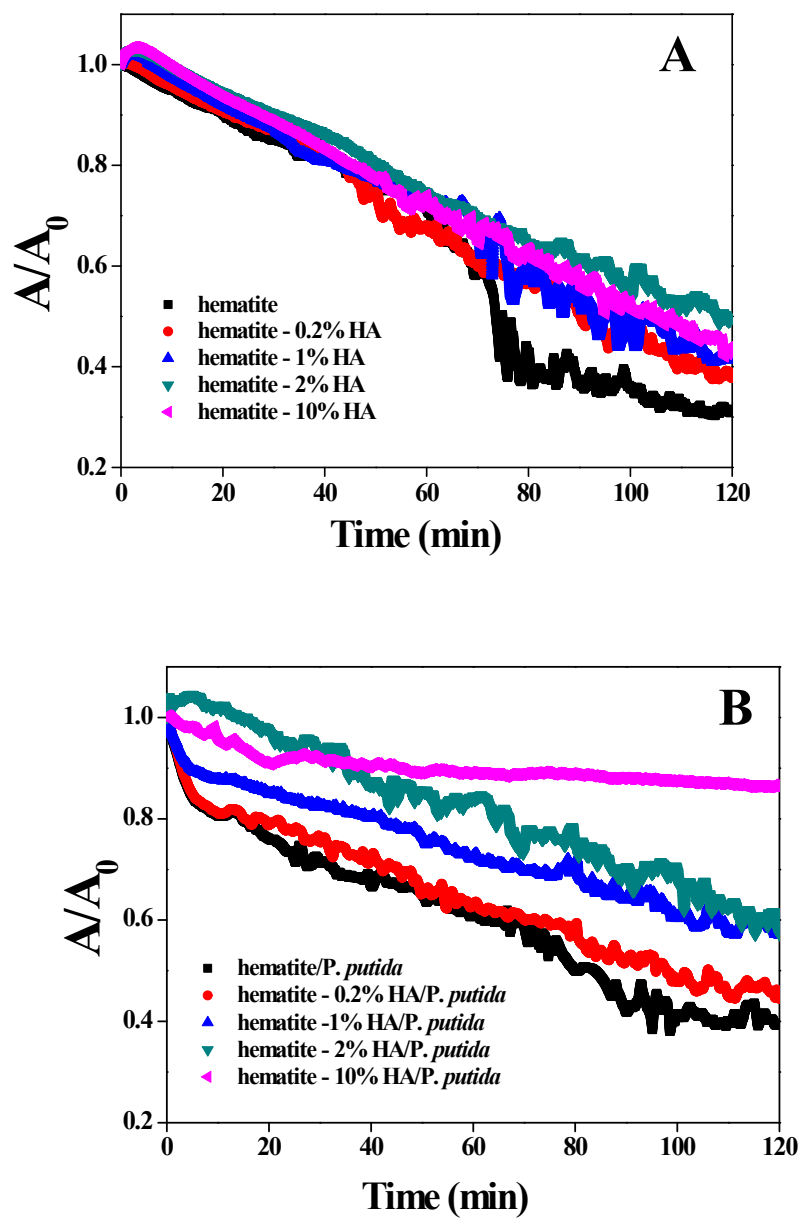 A
1.0
0.8
0.6
0.4
0.2
A/A0
hematite
hematite - 0.2% HA
hematite - 1% HA
hematite - 2% HA
hematite - 10% HA
0 20 40 60 80 100 120
Time (min)
B
1.0
0.8
0.6
0.4
0.2
A/A0
hematite/P. putida
hematite - 0.2% HA/P. putida
hematite -1% HA/P. putida
hematite - 2% HA/P. putida
hematite - 10% HA/P. putida
0 20 40 60 80 100 120
Time (min)